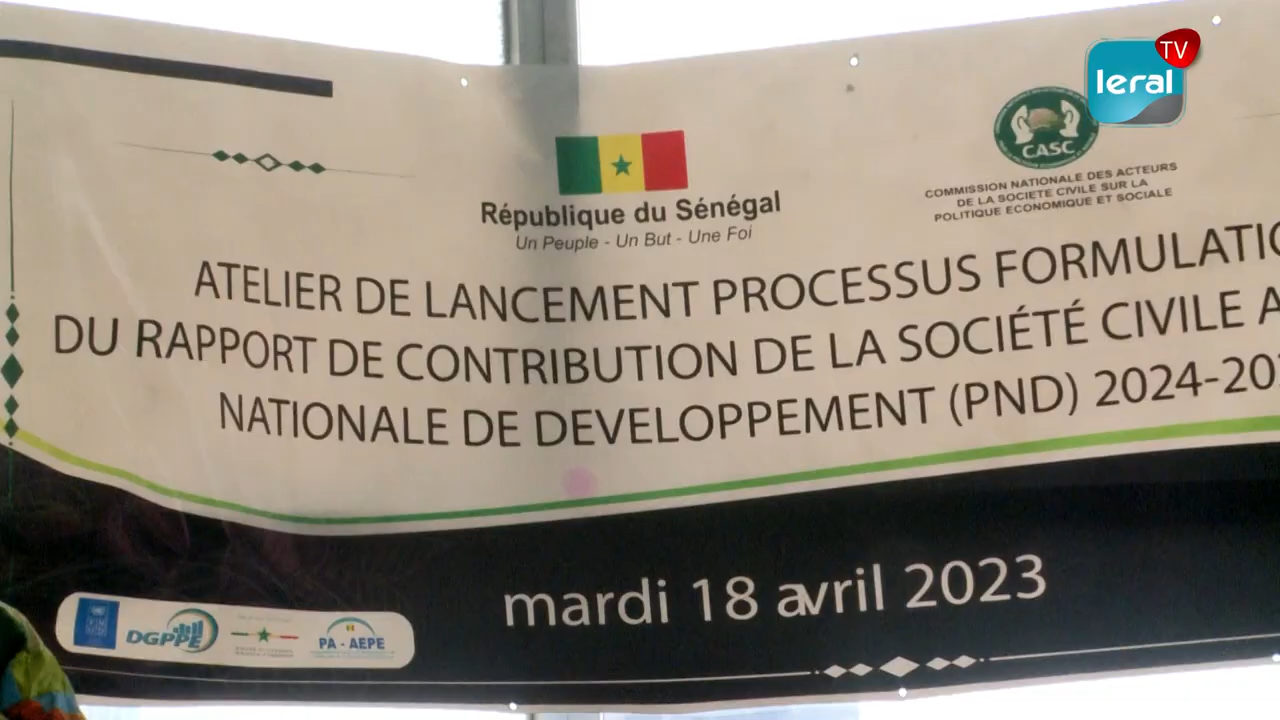 TV
leral
CASC
République du Sénégal
Un Peuple - Un But - Une Foi
COMMISSION NATIONALE DES ACTEURS
DE LA SOCIETE CIVILE SUR LA
POLITIQUE ECONOMIQUE ET SOCIALE
ATELIER DE LANCEMENT PROCESSUS FORMULATIO
DU RAPPORT DE CONTRIBUTION DE LA SOCIÉTÉ CIVILE A
NATIONALE DE DEVELOPPEMENT (PND) 2024-20
mardi 18 avril 2023
DGPPE
PA - AEPE